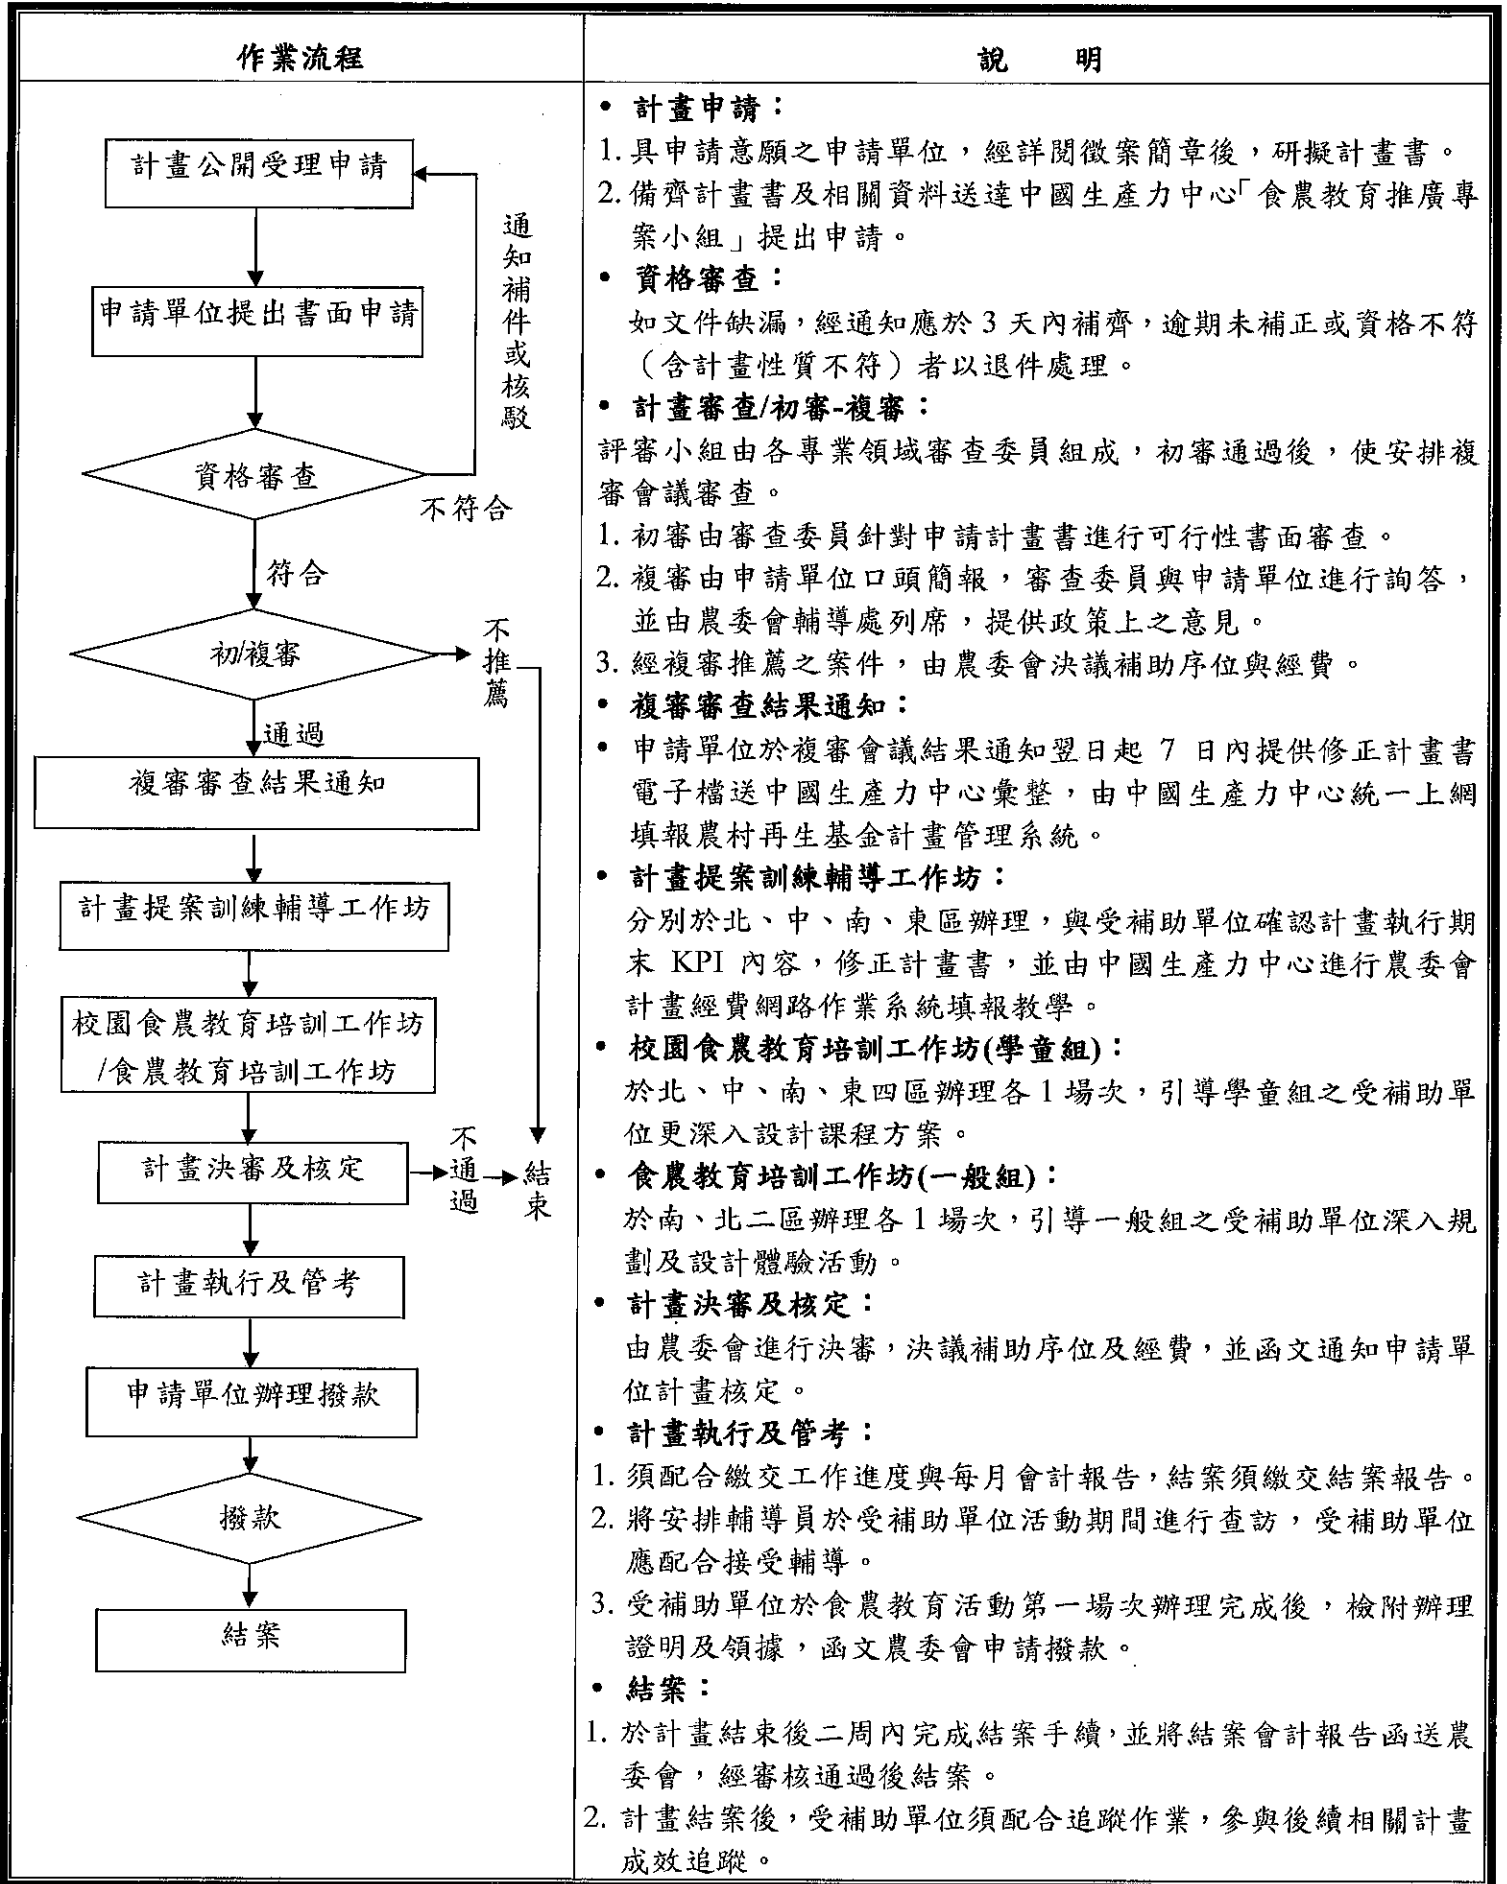 作業流程
計畫公開受理申請
通知補件或核駁
申請單位提出書面申請
資格審查
不符合
符合
初/複審
不推薦
通過
複審審查結果通知
計畫提案訓練輔導工作坊
校園食農教育培訓工作坊
/食農教育培訓工作坊
計畫決審及核定
不通過
結束
計畫執行及管考
申請單位辦理撥款
撥款
結案
說 明
• 計畫申請：
1. 具申請意願之申請單位，經詳閱徵案簡章後，研擬計畫書。
2. 備齊計畫書及相關資料送達中國生產力中心「食農教育推廣專
案小組」提出申請。
• 資格審查：
如文件缺漏，經通知應於 3 天內補齊，逾期未補正或資格不符
（含計畫性質不符）者以退件處理。
• 計畫審查/初審-複審：
評審小組由各專業領域審查委員組成，初審通過後，使安排複
審會議審查。
1. 初審由審查委員針對申請計畫書進行可行性書面審查。
2. 複審由申請單位口頭簡報，審查委員與申請單位進行詢答，
並由農委會輔導處列席，提供政策上之意見。
3. 經複審推薦之案件，由農委會決議補助序位與經費。
• 複審審查結果通知：
• 申請單位於複審會議結果通知翌日起 7 日內提供修正計畫書
電子檔送中國生產力中心彙整，由中國生產力中心統一上網
填報農村再生基金計畫管理系統。
• 計畫提案訓練輔導工作坊：
分別於北、中、南、東區辦理，與受補助單位確認計畫執行期
末 KPI 內容，修正計畫書，並由中國生產力中心進行農委會
計畫經費網路作業系統填報教學。
• 校園食農教育培訓工作坊(學童組)：
於北、中、南、東四區辦理各 1 場次，引導學童組之受補助單
位更深入設計課程方案。
• 食農教育培訓工作坊(一般組)：
於南、北二區辦理各 1 場次，引導一般組之受補助單位深入規
劃及設計體驗活動。
• 計畫決審及核定：
由農委會進行決審，決議補助序位及經費，並函文通知申請單
位計畫核定。
• 計畫執行及管考：
1. 須配合繳交工作進度與每月會計報告，結案須繳交結案報告。
2. 將安排輔導員於受補助單位活動期間進行查訪，受補助單位
應配合接受輔導。
3. 受補助單位於食農教育活動第一場次辦理完成後，檢附辦理
證明及領據，函文農委會申請撥款。
• 結案：
1. 於計畫結束後二周內完成結案手續，並將結案會計報告函送農
委會，經審核通過後結案。
2. 計畫結案後，受補助單位須配合追蹤作業，參與後續相關計畫
成效追蹤。